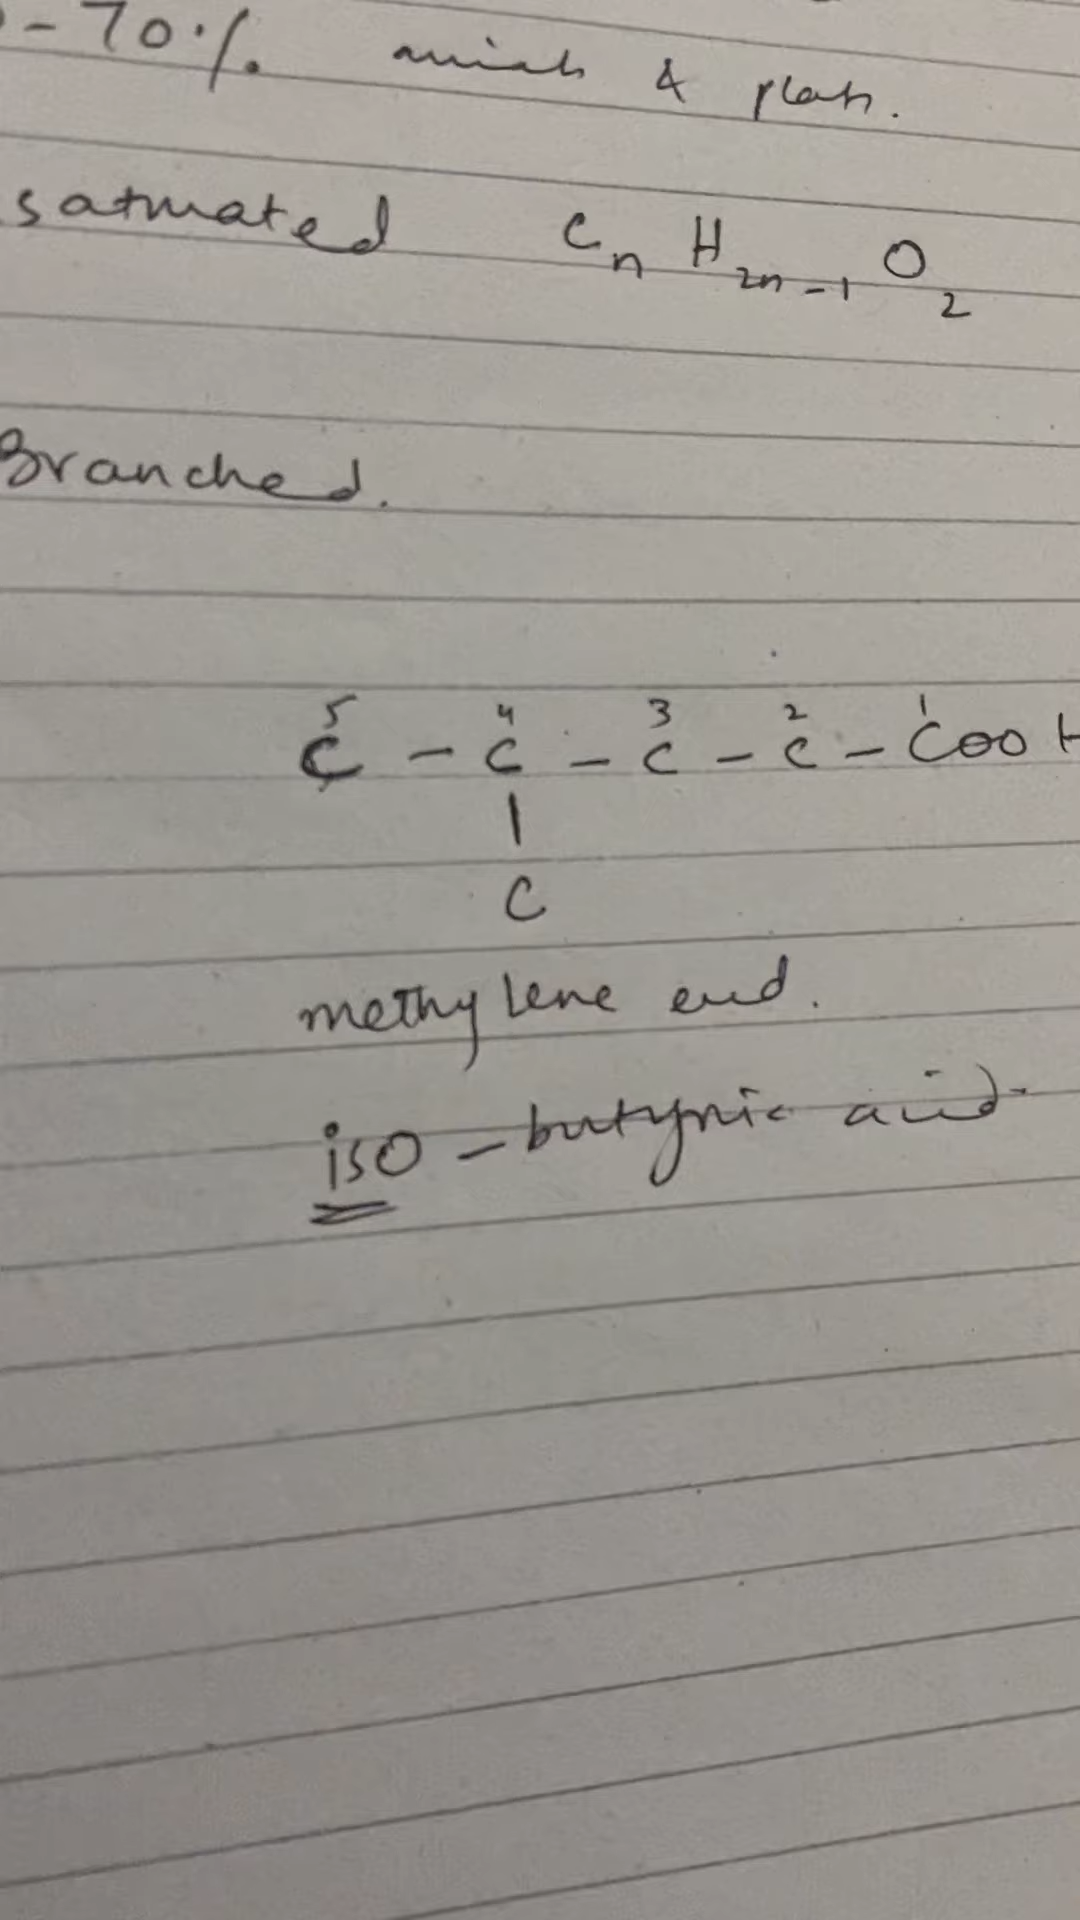 -70% animals & plants.
saturated CnH2n-1O2
Branched.
5 4 3 2 1
C - C - C - C - COOH
|
C
methylene end.
iso - butyric acid